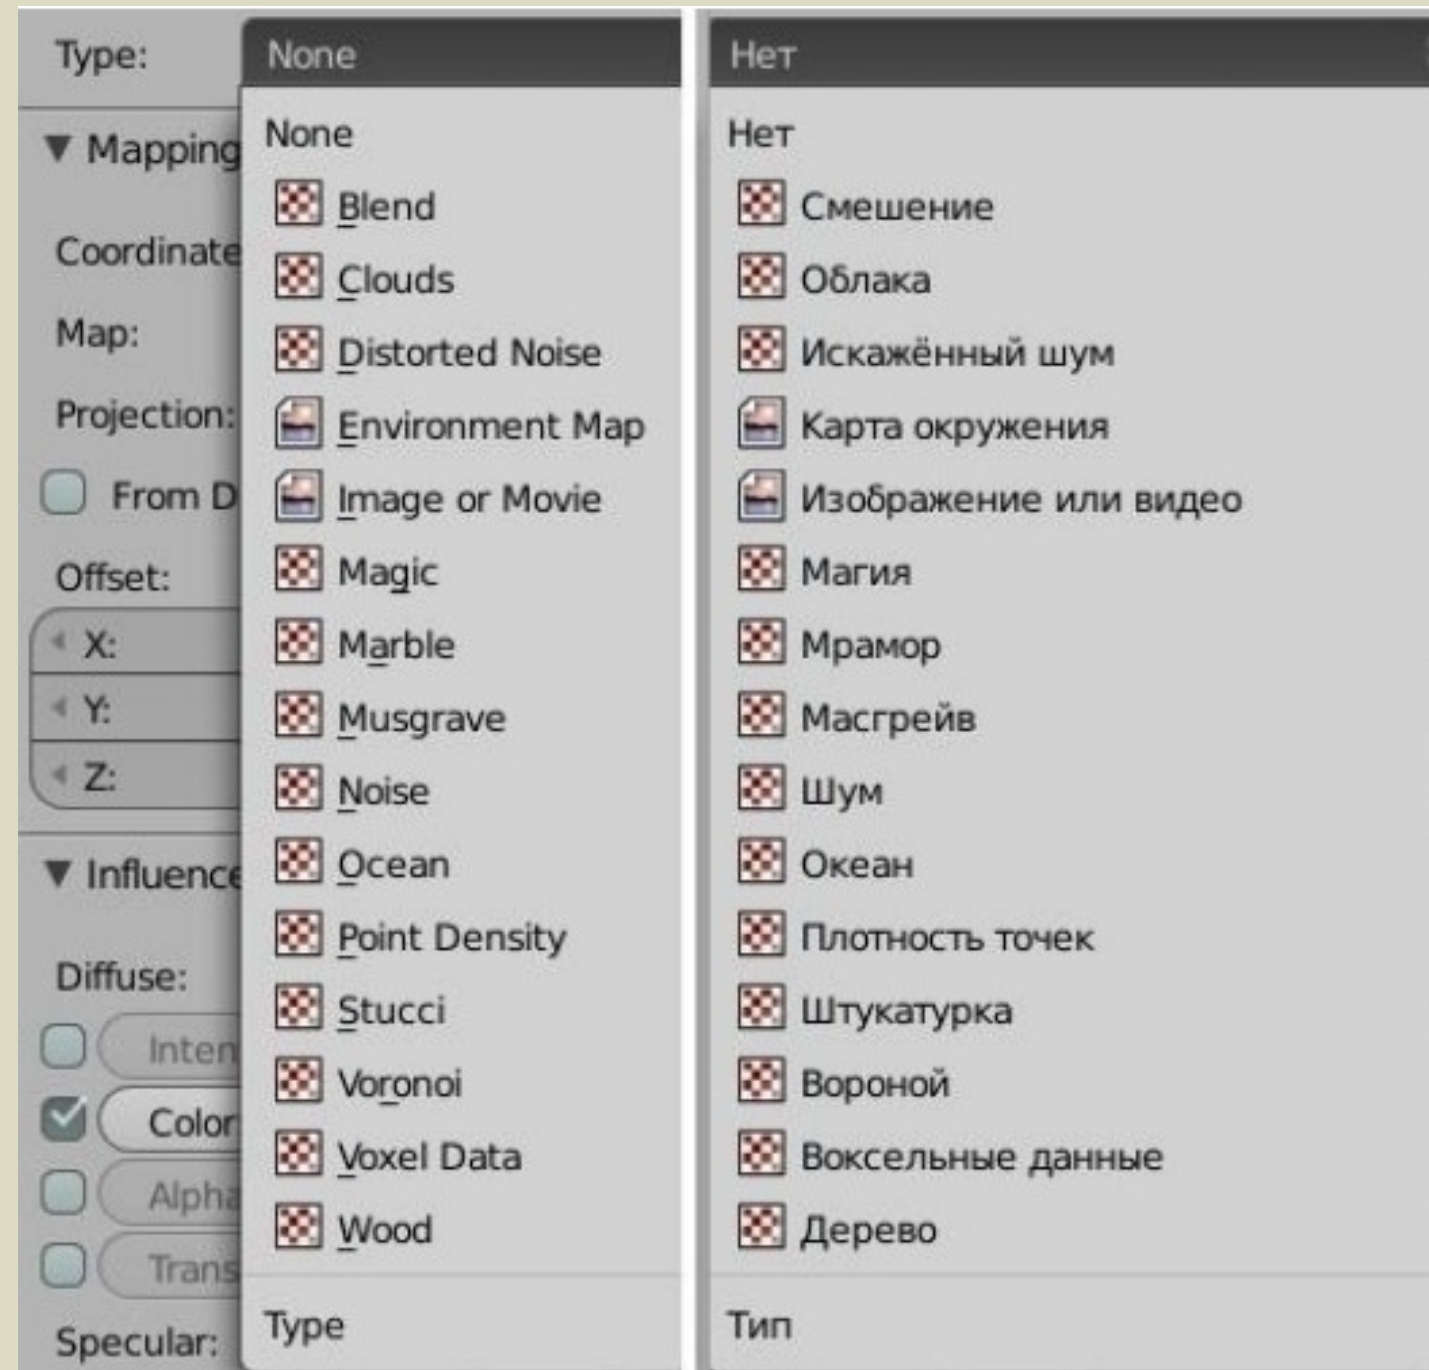 Type:
Mapping
Coordinate
Map:
Projection:
From D
Offset:
X:
Y:
Z:
Influence
Diffuse:
Inten
Color
Alpha
Trans
Specular:
None
None
Blend
Clouds
Distorted Noise
Environment Map
Image or Movie
Magic
Marble
Musgrave
Noise
Ocean
Point Density
Stucci
Voronoi
Voxel Data
Wood
Type
Нет
Нет
Смешение
Облака
Искажённый шум
Карта окружения
Изображение или видео
Магия
Мрамор
Масгрейв
Шум
Океан
Плотность точек
Штукатурка
Вороной
Воксельные данные
Дерево
Тип